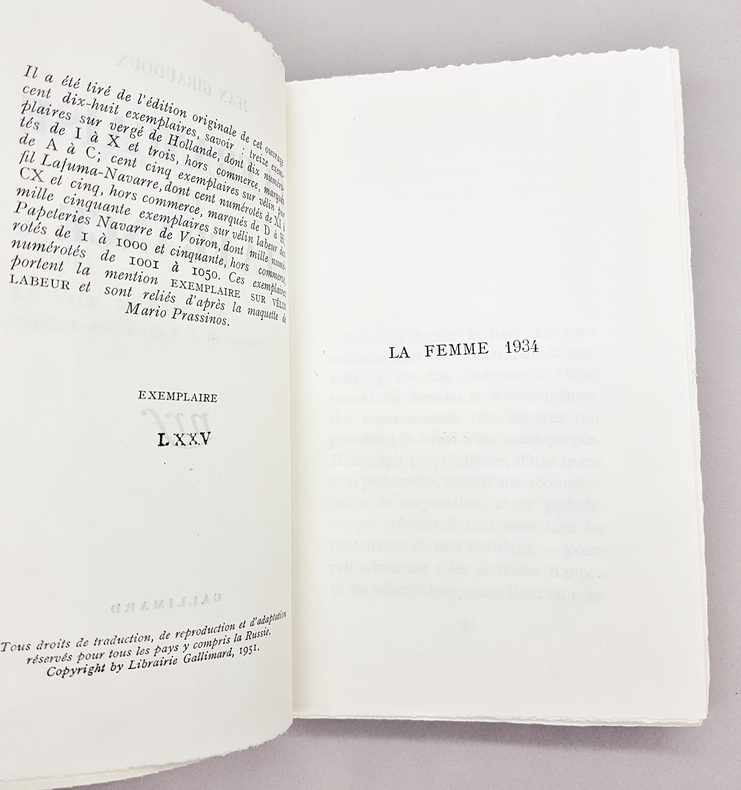 Il a été tiré de l'édition originale de cet ouvrage
cent dix-huit exemplaires, savoir : treize exem-
plaires sur vergé de Hollande, dont dix numéro-
tés de I à X et trois, hors commerce, marqués
de A à C; cent cinq exemplaires sur vélin pur
fil Lafuma-Navarre, dont cent numérotés de XI à
CX et cinq, hors commerce, marqués de D à H;
mille cinquante exemplaires sur vélin labeur des
Papeteries Navarre de Voiron, dont mille numé-
rotés de 1 à 1000 et cinquante, hors commerce,
numérotés de 1001 à 1050. Ces exemplaires
portent la mention EXEMPLAIRE SUR VÉLIN
LABEUR et sont reliés d'après la maquette de
Mario Prassinos.
EXEMPLAIRE
LXXV
Tous droits de traduction, de reproduction et d'adaptation
réservés pour tous les pays y compris la Russie.
Copyright by Librairie Gallimard, 1951.
LA FEMME 1934